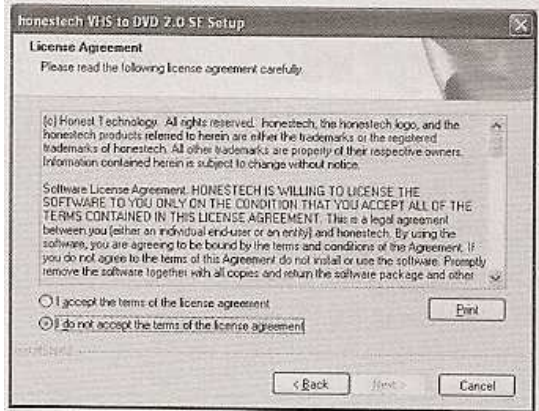 honestech VHS to DVD 2.0 SE Setup
License Agreement
Please read the following license agreement carefully.
(c) Honest Technology. All rights reserved. honestech, the honestech logo, and the
honestech products referred to herein are either the trademarks or the registered
trademarks of honestech. All other trademarks are property of their respective owners.
Information contained herein is subject to change without notice.
Software License Agreement. HONESTECH IS WILLING TO LICENSE THE
SOFTWARE TO YOU ONLY ON THE CONDITION THAT YOU ACCEPT ALL OF THE
TERMS CONTAINED IN THIS LICENSE AGREEMENT. This is a legal agreement
between you (either an individual end-user or an entity) and honestech. By using the
software, you are agreeing to be bound by the terms and conditions of the Agreement. If
you do not agree to the terms of this Agreement do not install or use the software. Promptly
remove the software together with all copies and return the software package and other
I accept the terms of the license agreement
Print
I do not accept the terms of the license agreement
< Back
Next >
Cancel